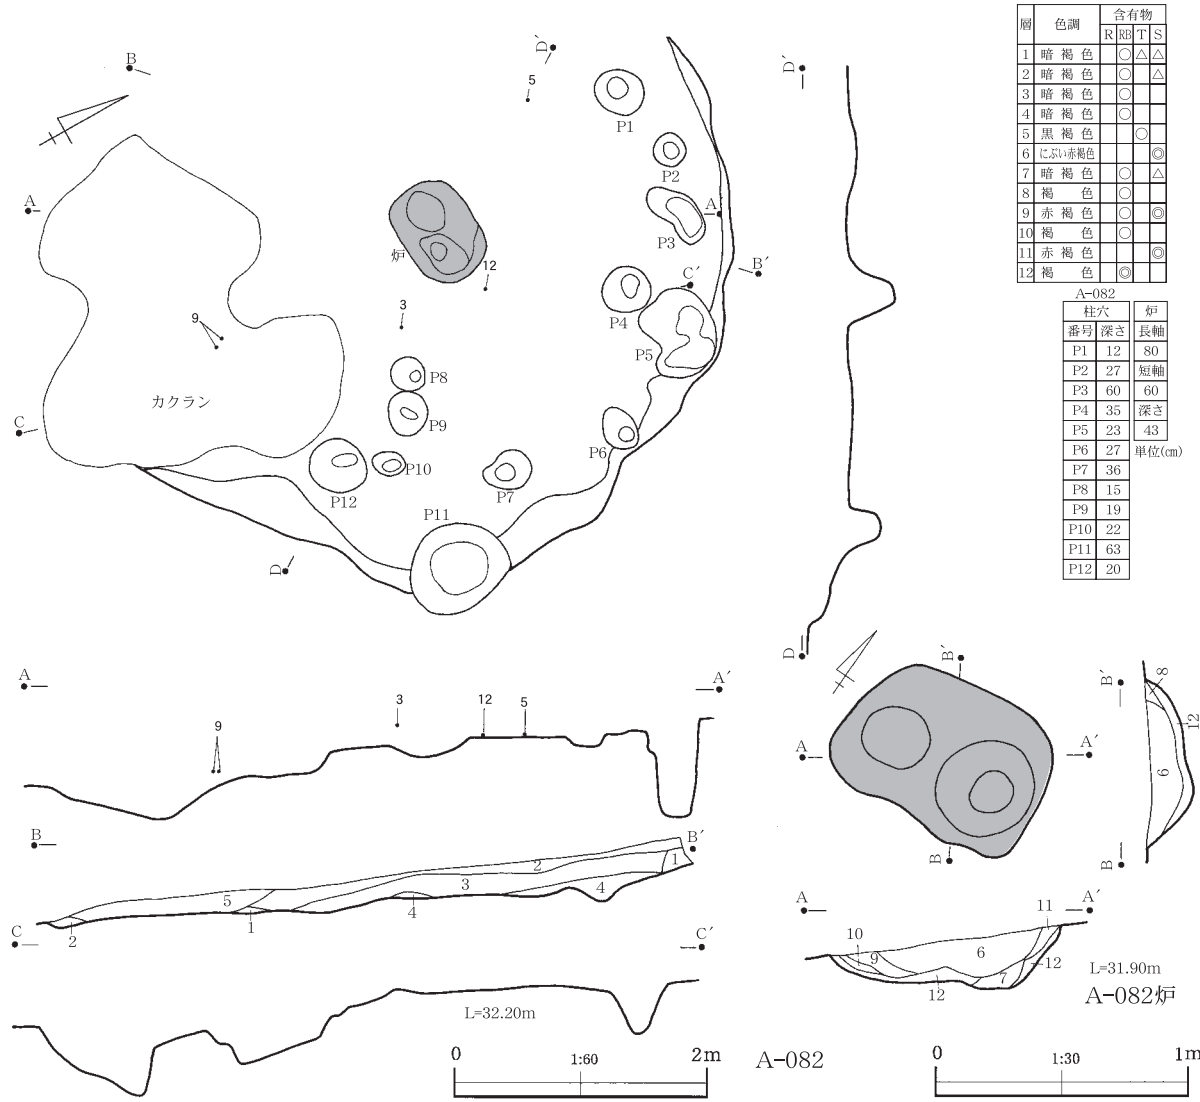 B
D′
5
D′
P1
P2
A
A
P3
炉
B′
12
C′
3
P4
9
P5
P8
カクラン
P9
C
P6
P10
P7
P12
P11
D
D
層 色調 含有物
R RB T S
1 暗褐色 ○ △ △
2 暗褐色 ○ △
3 暗褐色 ○
4 暗褐色 ○
5 黒褐色 ○
6 にぶい赤褐色 ◎
7 暗褐色 ○ △
8 褐色 ○
9 赤褐色 ○ ◎
10 褐色 ○
11 赤褐色 ◎
12 褐色 ◎
A-082
柱穴 炉
番号 深さ 長軸
P1 12 80
P2 27 短軸
P3 60 60
P4 35 深さ
P5 23 43
P6 27 単位(cm)
P7 36
P8 15
P9 19
P10 22
P11 63
P12 20
A A′
9 3 12 5
B B′
5 2 1
3 4
2 1 4
C C′
L=32.20m
0 1:60 2m
A-082
B′
A A′
B
B′ 8
12
6
B
A A′
11
10 9 6
12
12 7
L=31.90m
A-082炉
0 1:30 1m